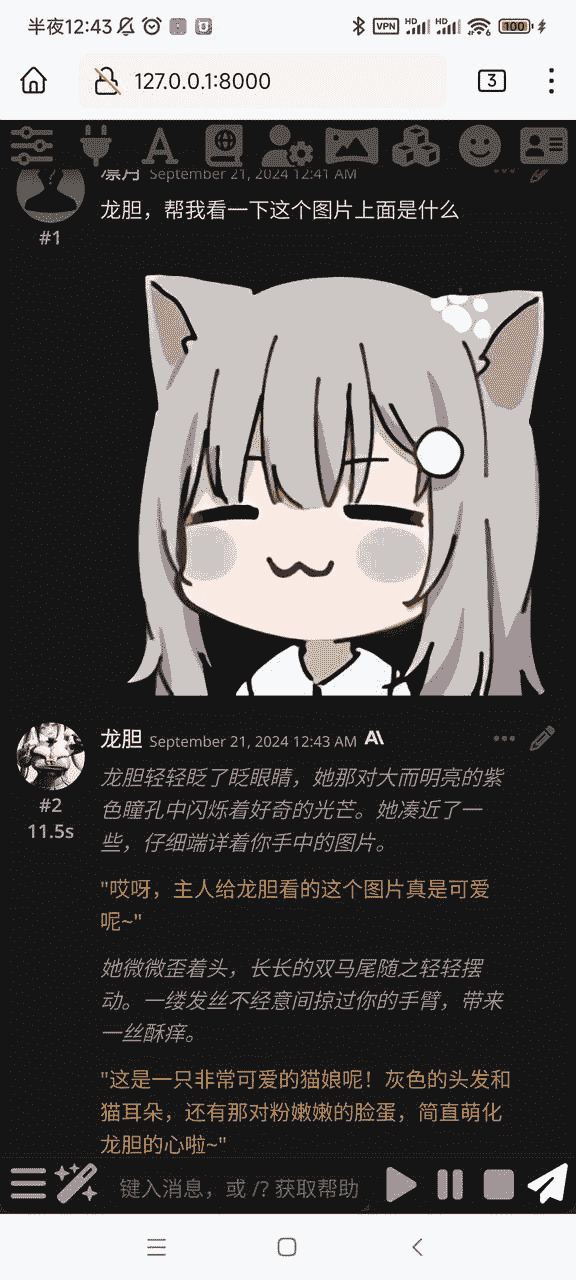 半夜12:43
VPN
HD
HD
6
100
127.0.0.1:8000
3
凛月 September 21, 2024 12:41 AM
龙胆，帮我看一下这个图片上面是什么
#1
龙胆 September 21, 2024 12:43 AM A\
龙胆轻轻眨了眨眼睛，她那对大而明亮的紫
#2
色瞳孔中闪烁着好奇的光芒。她凑近了一
11.5s
些，仔细端详着你手中的图片。
"哎呀，主人给龙胆看的这个图片真是可爱
呢~"
她微微歪着头，长长的双马尾随之轻轻摆
动。一缕发丝不经意间掠过你的手臂，带来
一丝酥痒。
"这是一只非常可爱的猫娘呢！灰色的头发和
猫耳朵，还有那对粉嫩嫩的脸蛋，简直萌化
龙胆的心啦~"
键入消息，或 /? 获取帮助